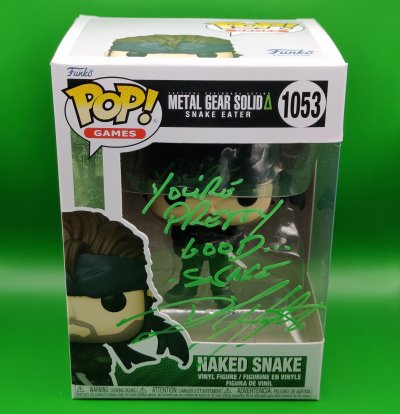 Funko
POP!
GAMES
METAL GEAR SOLID Δ
SNAKE EATER
1053
Funko
YOU'RE
PRETTY
GOOD...
SNAKE
NAKED SNAKE
VINYL FIGURE / FIGURINE EN VINYLE
FIGURA DE VINIL